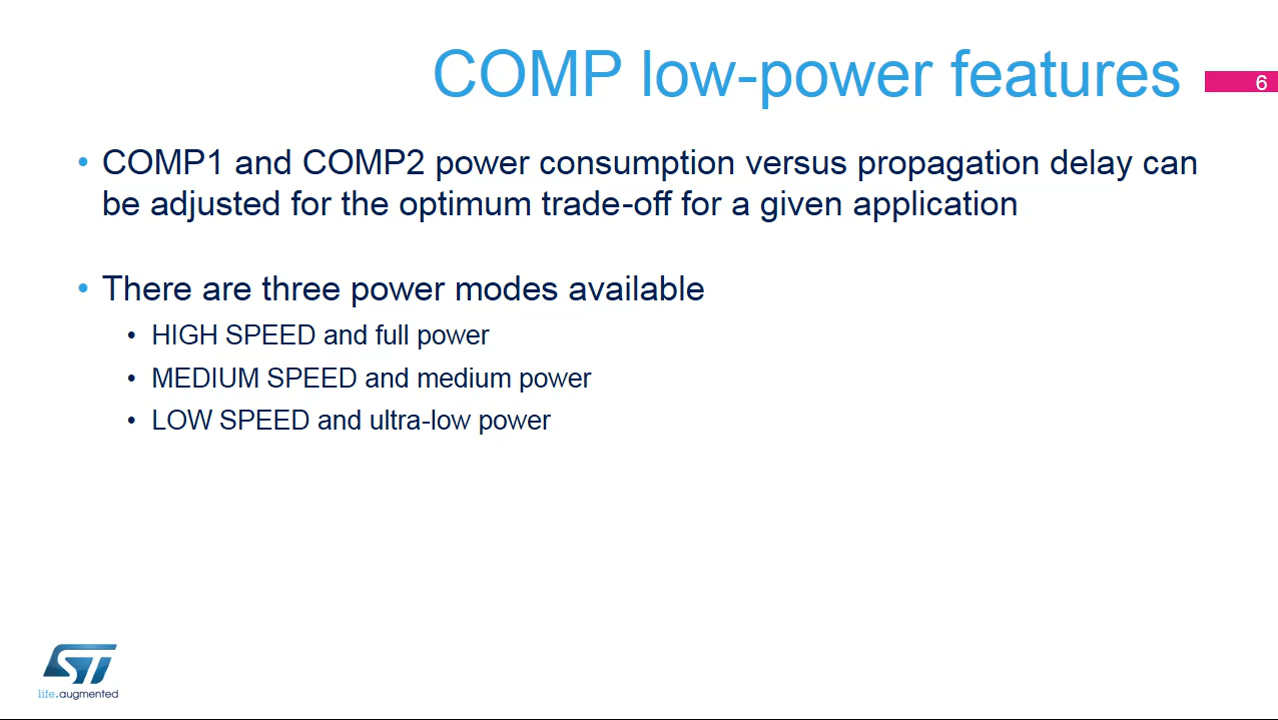 COMP low-power features
6
• COMP1 and COMP2 power consumption versus propagation delay can
be adjusted for the optimum trade-off for a given application
• There are three power modes available
• HIGH SPEED and full power
• MEDIUM SPEED and medium power
• LOW SPEED and ultra-low power
ST
life.augmented